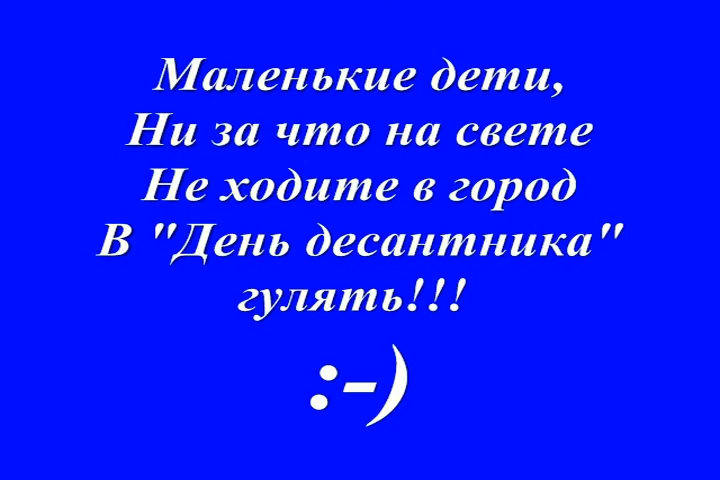 Маленькие дети,
Ни за что на свете
Не ходите в город
В "День десантника"
гулять!!!
:-)